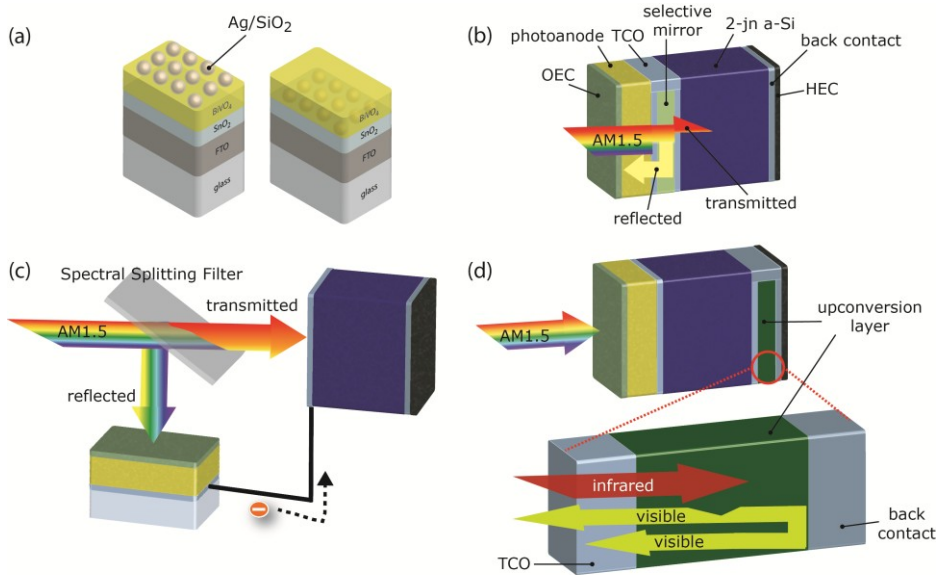 (a)
Ag/SiO2
BiVO4
SnO2
FTO
glass
BiVO4
SnO2
FTO
glass
(b)
photoanode
TCO
selective
mirror
2-jn a-Si
back contact
OEC
HEC
AM1.5
reflected
transmitted
(c)
Spectral Splitting Filter
transmitted
AM1.5
reflected
(d)
AM1.5
upconversion
layer
infrared
visible
visible
TCO
back
contact